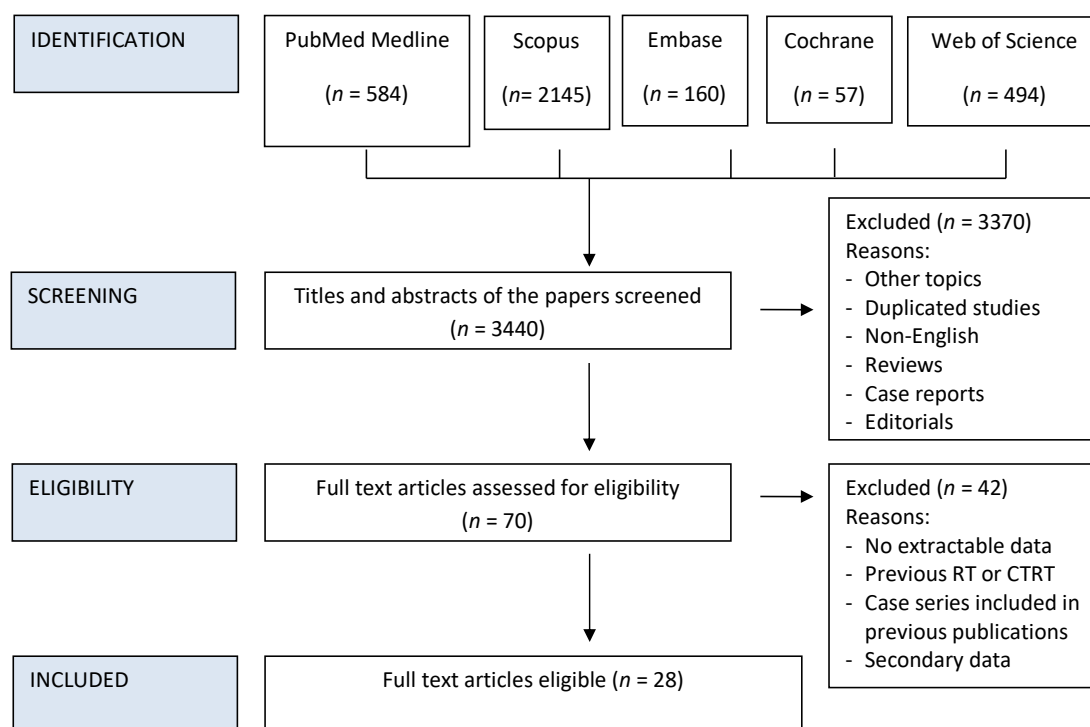 IDENTIFICATION
PubMed Medline
(n = 584)
Scopus
(n= 2145)
Embase
(n = 160)
Cochrane
(n = 57)
Web of Science
(n = 494)
Excluded (n = 3370)
Reasons:
- Other topics
- Duplicated studies
- Non-English
- Reviews
- Case reports
- Editorials
SCREENING
Titles and abstracts of the papers screened
(n = 3440)
ELIGIBILITY
Full text articles assessed for eligibility
(n = 70)
Excluded (n = 42)
Reasons:
- No extractable data
- Previous RT or CTRT
- Case series included in
previous publications
- Secondary data
INCLUDED
Full text articles eligible (n = 28)